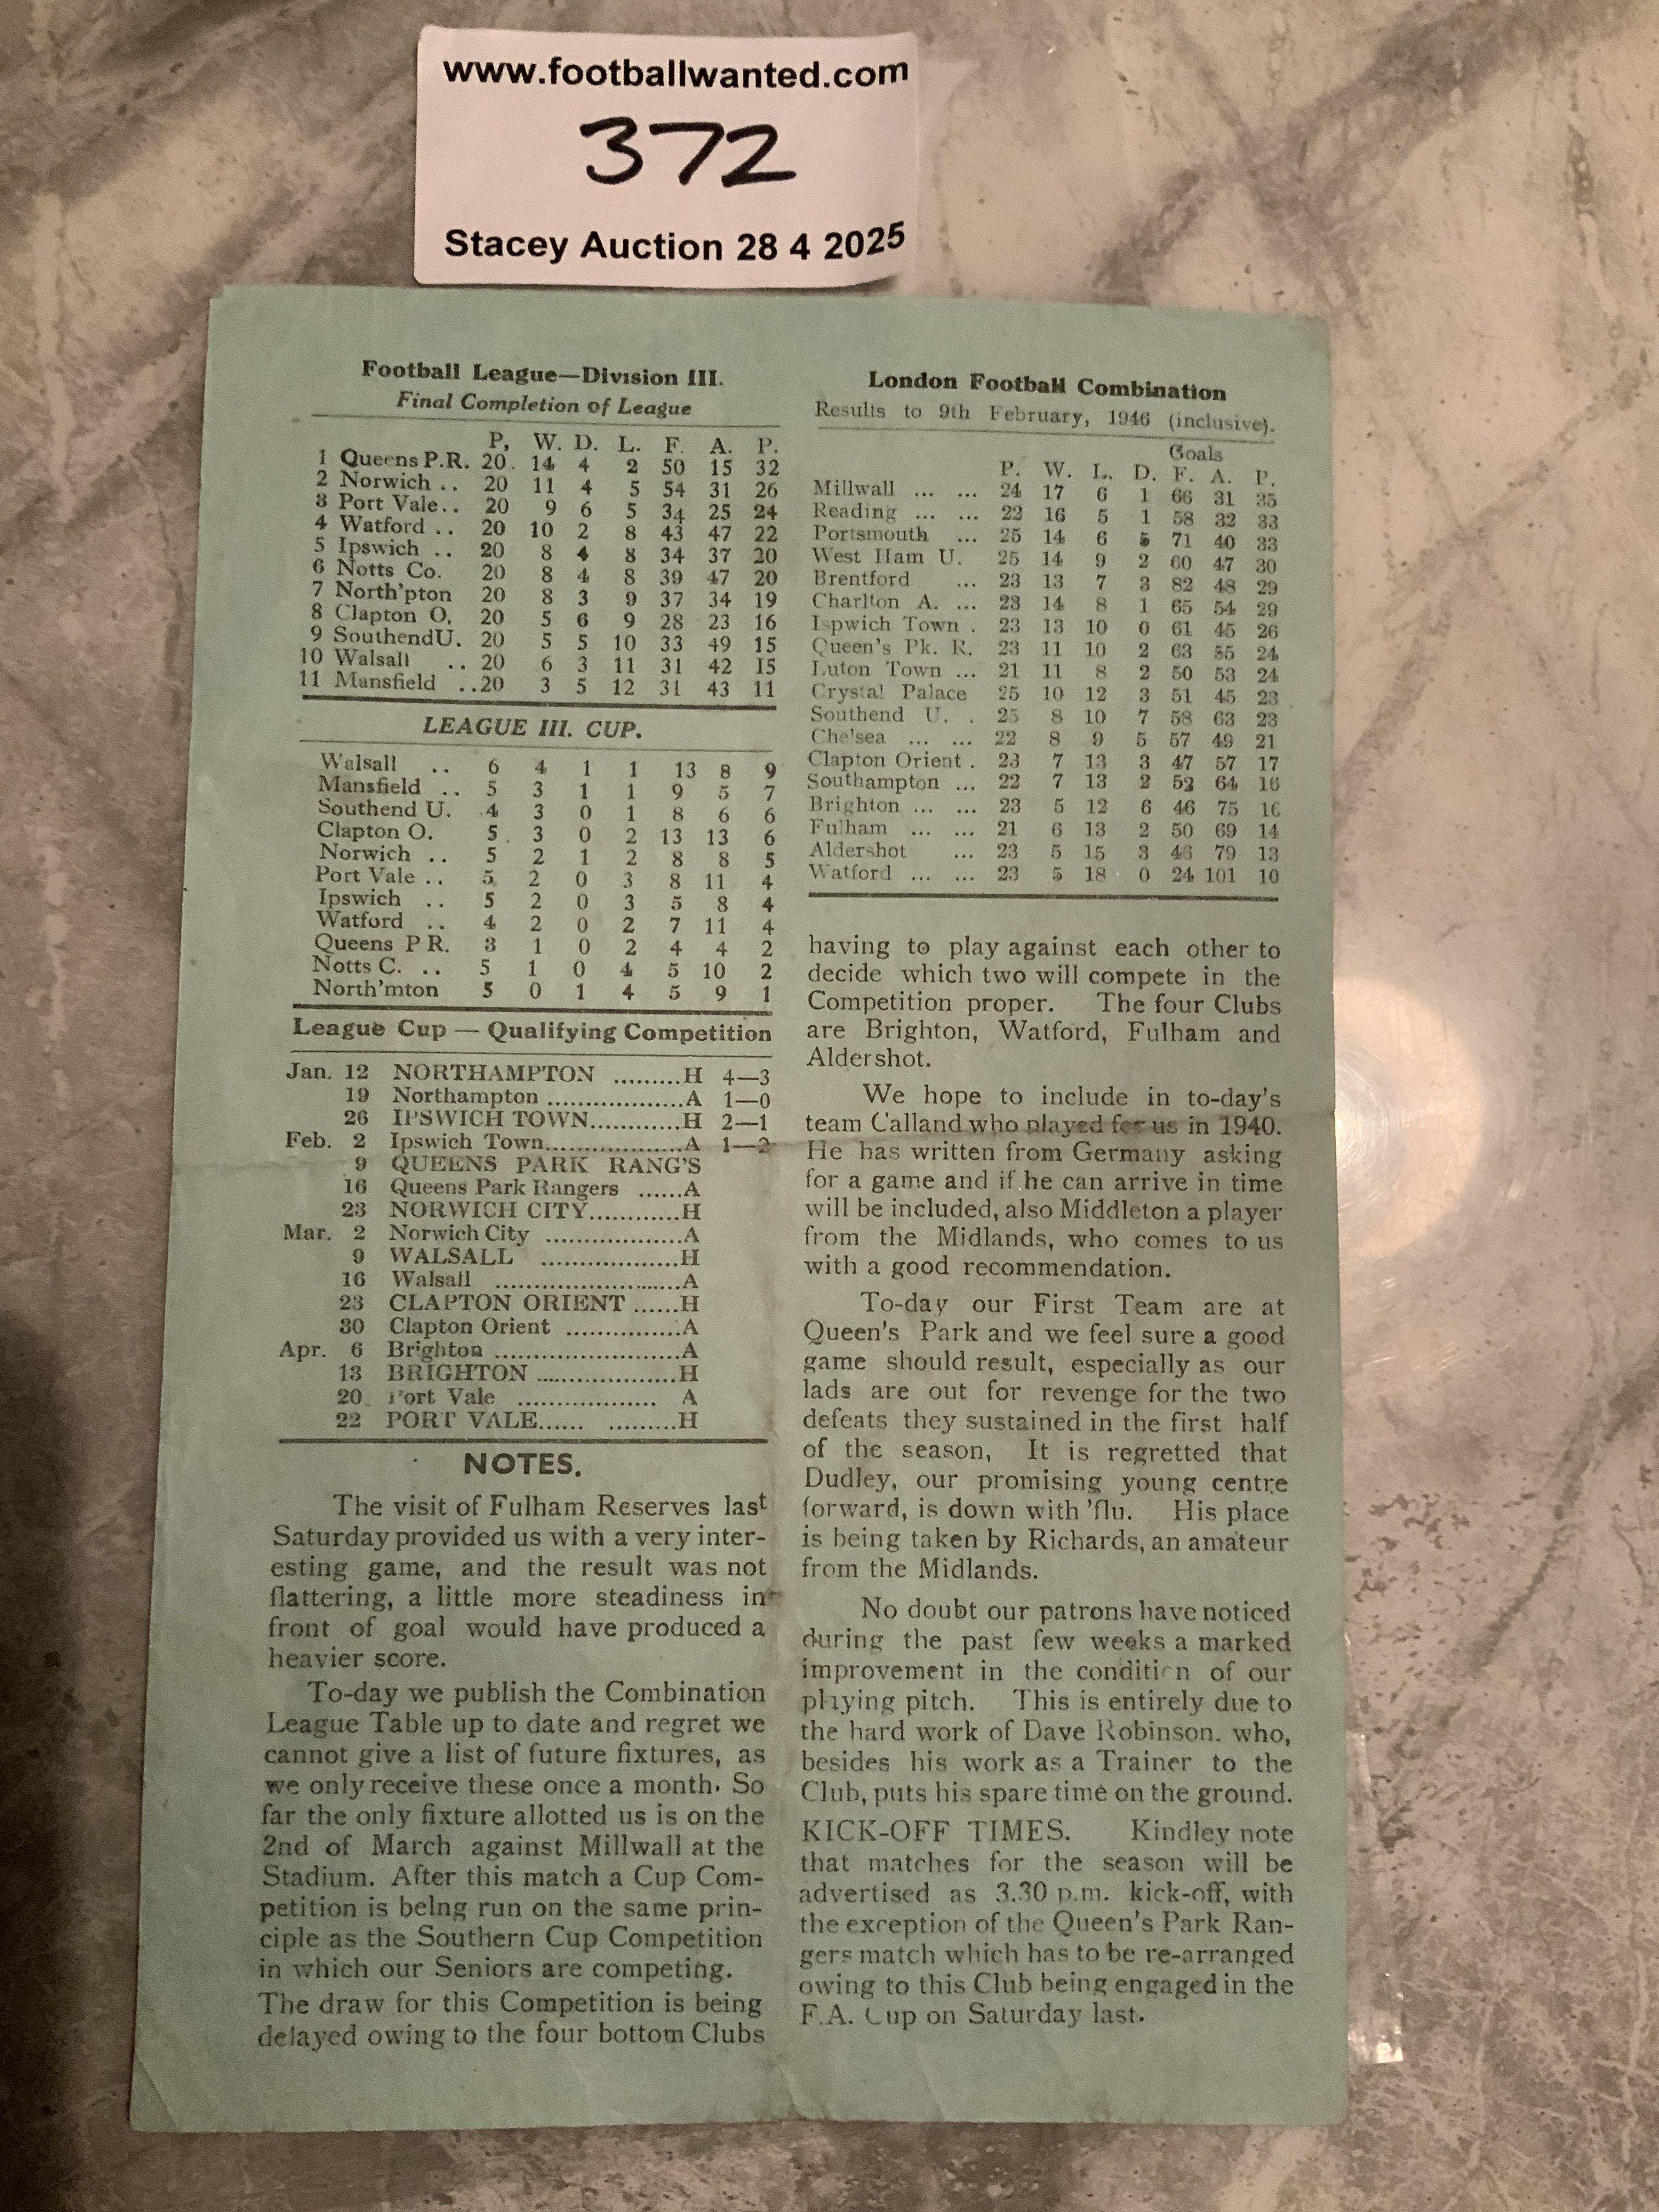 www.footballwanted.com
372
Stacey Auction 28 4 2025
Football League—Division III.
Final Completion of League
P, W. D. L. F. A. P.
1 Queens P.R. 20. 14 4 2 50 15 32
2 Norwich .. 20 11 4 5 54 31 26
3 Port Vale.. 20 9 6 5 34 25 24
4 Watford .. 20 10 2 8 43 47 22
5 Ipswich .. 20 8 4 8 34 37 20
6 Notts Co. 20 8 4 8 39 47 20
7 North'pton 20 8 3 9 37 34 19
8 Clapton O, 20 5 6 9 28 23 16
9 SouthendU. 20 5 5 10 33 49 15
10 Walsall .. 20 6 3 11 31 42 15
11 Mansfield ..20 3 5 12 31 43 11
LEAGUE III. CUP.
Walsall .. 6 4 1 1 13 8 9
Mansfield .. 5 3 1 1 9 5 7
Southend U. 4 3 0 1 8 6 6
Clapton O. 5 3 0 2 13 13 6
Norwich .. 5 2 1 2 8 8 5
Port Vale .. 5 2 0 3 8 11 4
Ipswich .. 5 2 0 3 5 8 4
Watford .. 4 2 0 2 7 11 4
Queens P R. 3 1 0 2 4 4 2
Notts C. .. 5 1 0 4 5 10 2
North'mton 5 0 1 4 5 9 1
League Cup — Qualifying Competition
Jan. 12 NORTHAMPTON .........H 4—3
19 Northampton ..................A 1—0
26 IPSWICH TOWN............H 2—1
Feb. 2 Ipswich Town..................A 1—2
9 QUEENS PARK RANG'S
16 Queens Park Rangers ......A
23 NORWICH CITY............H
Mar. 2 Norwich City ..................A
9 WALSALL ..................H
16 Walsall ........................A
23 CLAPTON ORIENT ......H
30 Clapton Orient ...............A
Apr. 6 Brighton ........................A
13 BRIGHTON ..................H
20 Port Vale .................. A
22 PORT VALE...... .........H
NOTES.
The visit of Fulham Reserves last
Saturday provided us with a very inter-
esting game, and the result was not
flattering, a little more steadiness in
front of goal would have produced a
heavier score.
To-day we publish the Combination
League Table up to date and regret we
cannot give a list of future fixtures, as
we only receive these once a month. So
far the only fixture allotted us is on the
2nd of March against Millwall at the
Stadium. After this match a Cup Com-
petition is belng run on the same prin-
ciple as the Southern Cup Competition
in which our Seniors are competing.
The draw for this Competition is being
delayed owing to the four bottom Clubs
London Football Combination
Results to 9th February, 1946 (inclusive).
Goals
P. W. L. D. F. A. P.
Millwall ... ... 24 17 6 1 66 31 35
Reading ... ... 22 16 5 1 58 32 33
Portsmouth ... 25 14 6 5 71 40 33
West Ham U. 25 14 9 2 60 47 30
Brentford ... 23 13 7 3 82 48 29
Charlton A. ... 23 14 8 1 65 54 29
Ispwich Town . 23 13 10 0 61 45 26
Queen's Pk. R. 23 11 10 2 63 55 24
Luton Town ... 21 11 8 2 50 53 24
Crystal Palace 25 10 12 3 51 45 23
Southend U. . 25 8 10 7 58 63 23
Che'sea ... ... 22 8 9 5 57 49 21
Clapton Orient . 23 7 13 3 47 57 17
Southampton ... 22 7 13 2 52 64 16
Brighton ... ... 23 5 12 6 46 75 16
Fulham ... ... 21 6 13 2 50 69 14
Aldershot ... 23 5 15 3 46 79 13
Watford ... ... 23 5 18 0 24 101 10
having to play against each other to
decide which two will compete in the
Competition proper. The four Clubs
are Brighton, Watford, Fulham and
Aldershot.
We hope to include in to-day's
team Calland who played for us in 1940.
He has written from Germany asking
for a game and if he can arrive in time
will be included, also Middleton a player
from the Midlands, who comes to us
with a good recommendation.
To-day our First Team are at
Queen's Park and we feel sure a good
game should result, especially as our
lads are out for revenge for the two
defeats they sustained in the first half
of the season, It is regretted that
Dudley, our promising young centre
forward, is down with 'flu. His place
is being taken by Richards, an amateur
from the Midlands.
No doubt our patrons have noticed
during the past few weeks a marked
improvement in the condition of our
playing pitch. This is entirely due to
the hard work of Dave Robinson. who,
besides his work as a Trainer to the
Club, puts his spare time on the ground.
KICK-OFF TIMES. Kindley note
that matches for the season will be
advertised as 3.30 p.m. kick-off, with
the exception of the Queen's Park Ran-
gers match which has to be re-arranged
owing to this Club being engaged in the
F.A. Cup on Saturday last.